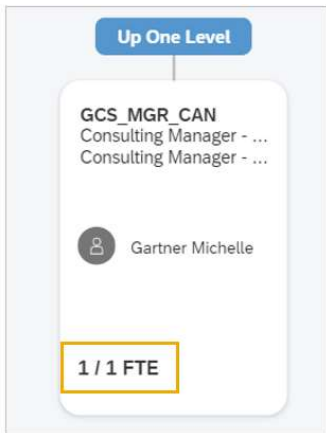 Up One Level
GCS_MGR_CAN
Consulting Manager - ...
Consulting Manager - ...
Gartner Michelle
1 / 1 FTE